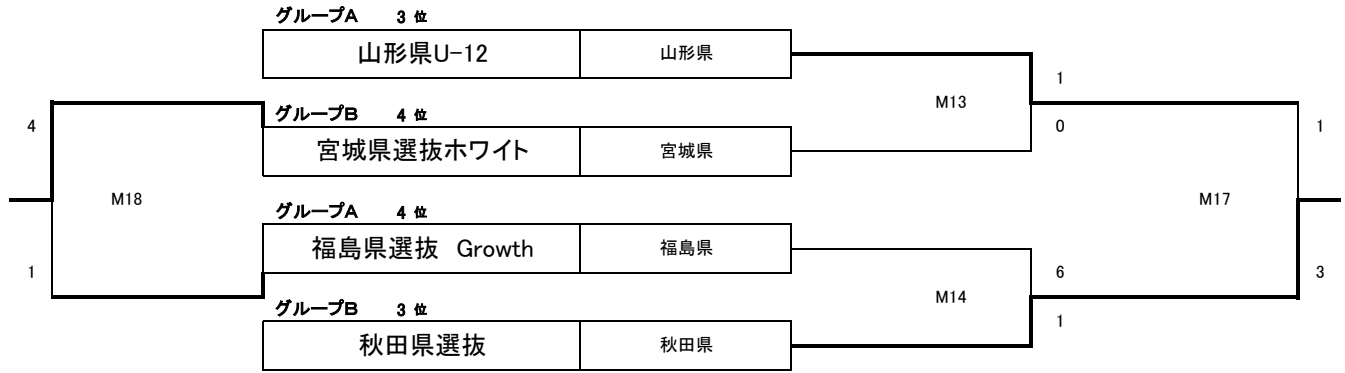 グループA　3 位
山形県U-12　山形県
1
M13
4　グループB　4 位　0　1
宮城県選抜ホワイト　宮城県
M18　M17
グループA　4 位
福島県選抜　Growth　福島県
1　6　3
M14
グループB　3 位
1
秋田県選抜　秋田県